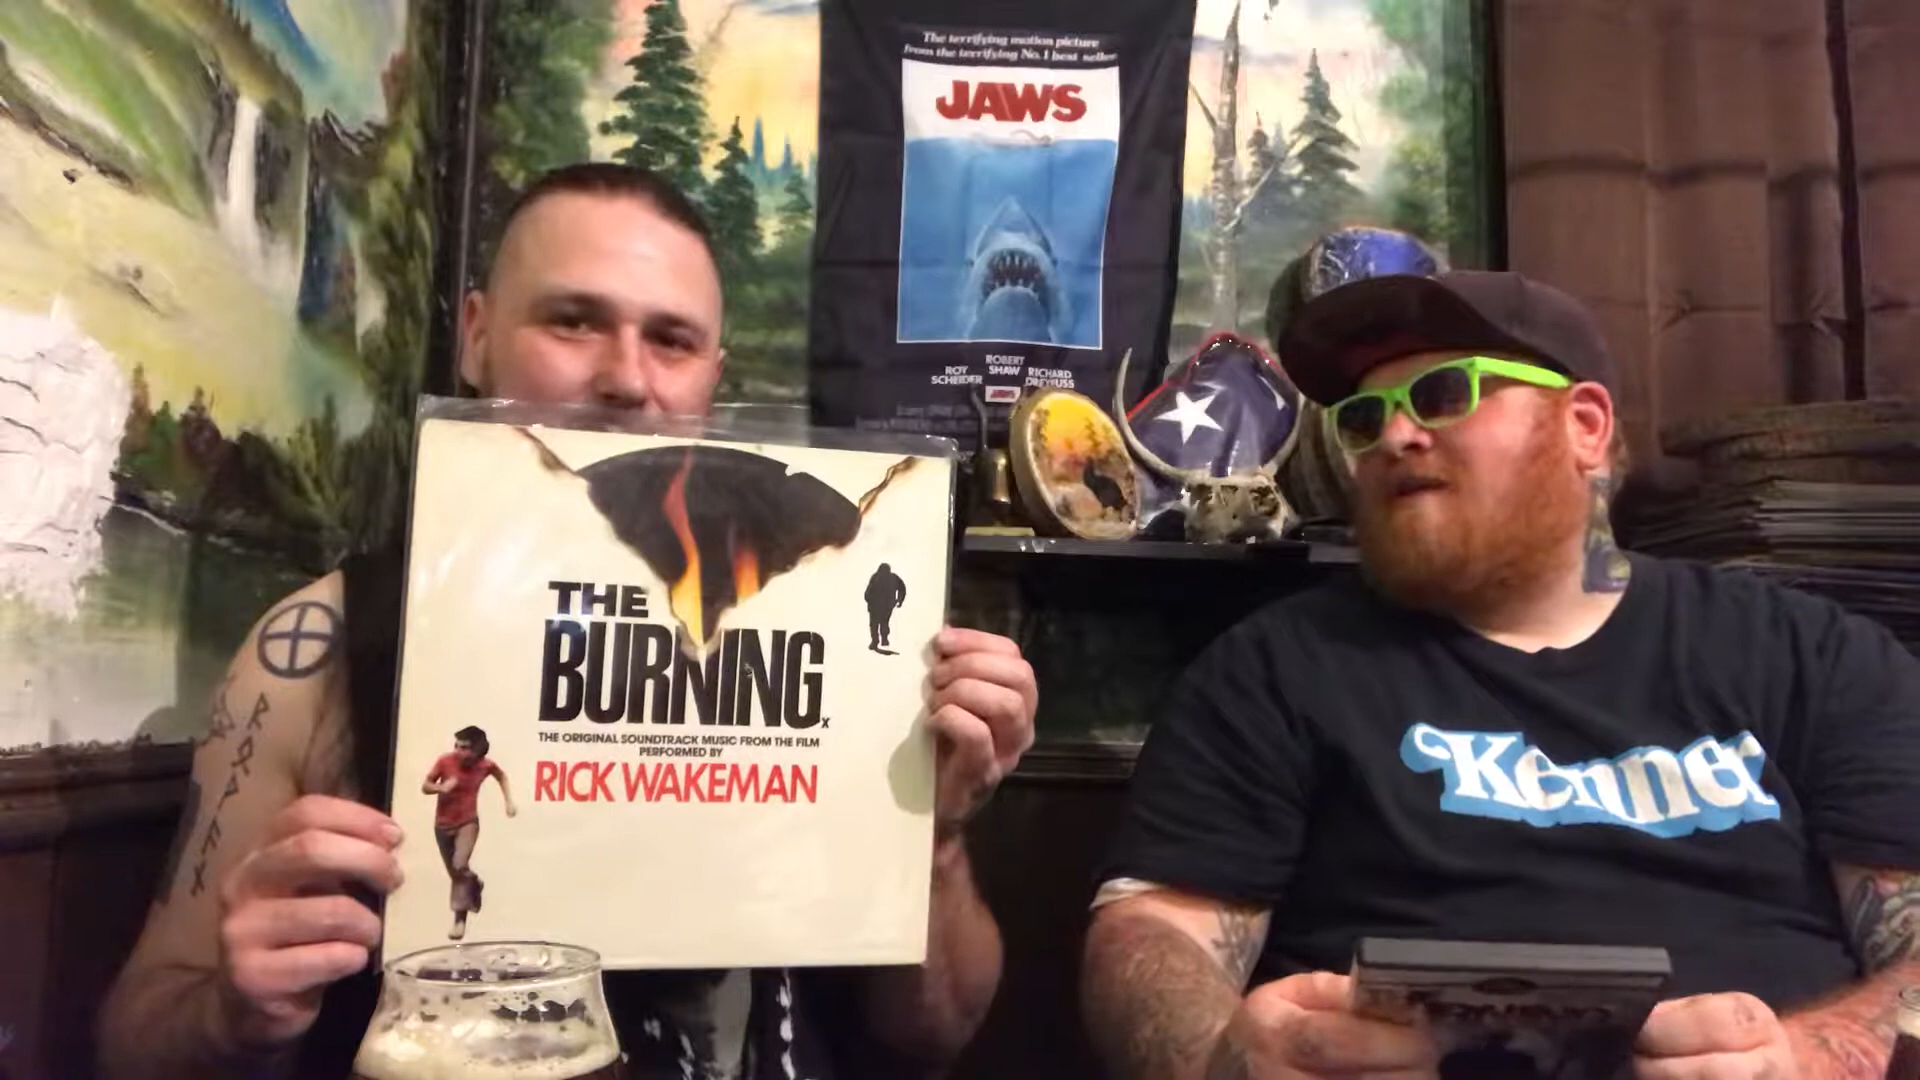 The terrifying motion picture
from the terrifying No. 1 best seller.
JAWS
ROY
SCHEIDER
ROBERT
SHAW
RICHARD
DREYFUSS
JAWS
THE
BURNING
x
THE ORIGINAL SOUNDTRACK MUSIC FROM THE FILM
PERFORMED BY
RICK WAKEMAN
Kenner